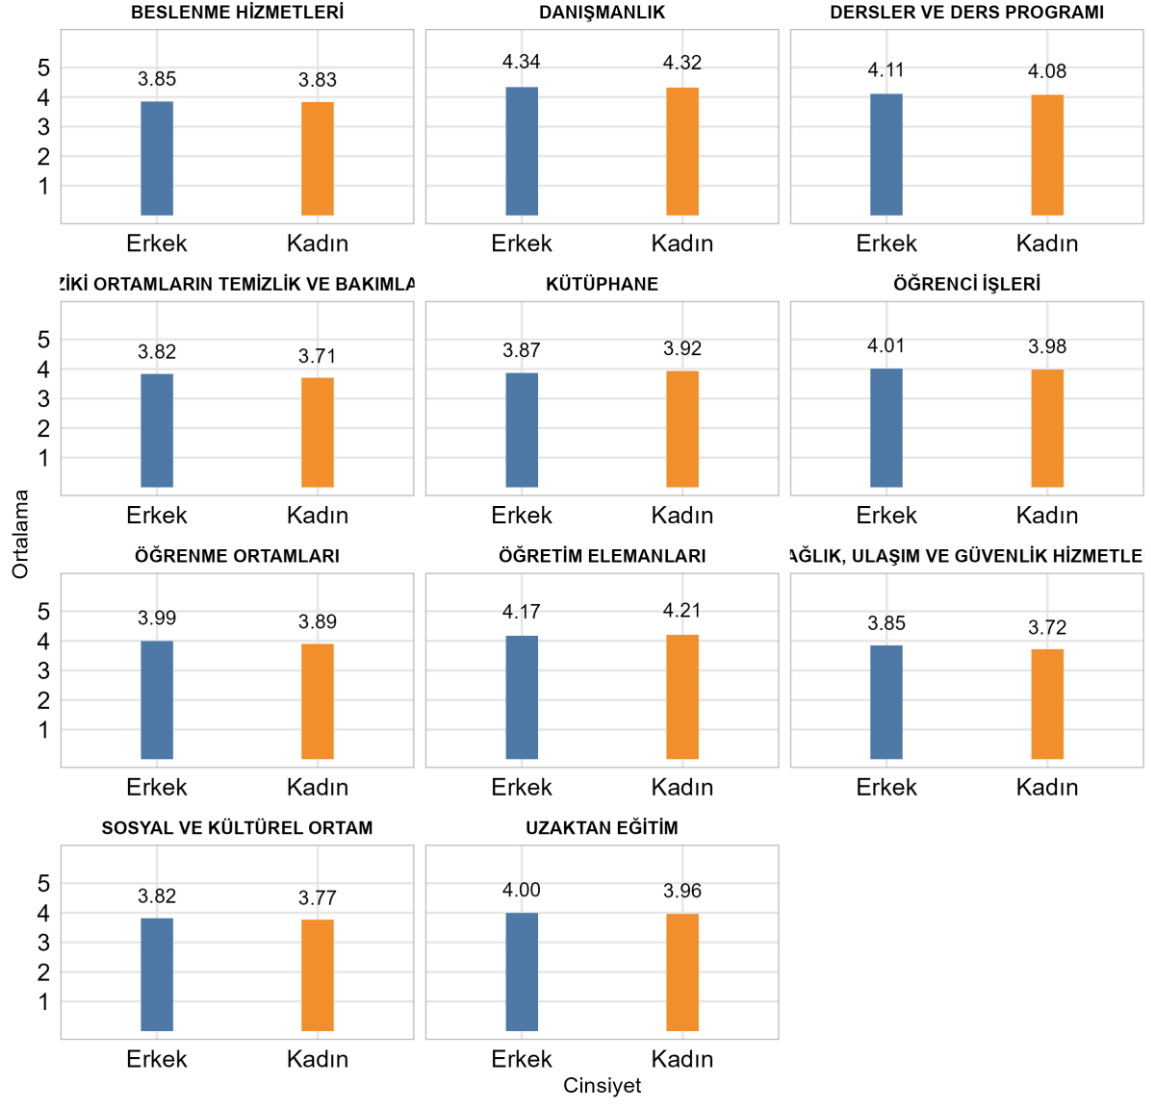 BESLENME HİZMETLERİ
DANIŞMANLIK
DERSLER VE DERS PROGRAMI
5
4
3
2
1
3.85
3.83
4.34
4.32
4.11
4.08
Erkek
Kadın
Erkek
Kadın
Erkek
Kadın
ZİKİ ORTAMLARIN TEMİZLİK VE BAKIMLA
KÜTÜPHANE
ÖĞRENCİ İŞLERİ
5
4
3
2
1
3.82
3.71
3.87
3.92
4.01
3.98
Erkek
Kadın
Erkek
Kadın
Erkek
Kadın
Ortalama
ÖĞRENME ORTAMLARI
ÖĞRETİM ELEMANLARI
AĞLIK, ULAŞIM VE GÜVENLİK HİZMETLE
5
4
3
2
1
3.99
3.89
4.17
4.21
3.85
3.72
Erkek
Kadın
Erkek
Kadın
Erkek
Kadın
SOSYAL VE KÜLTÜREL ORTAM
UZAKTAN EĞİTİM
5
4
3
2
1
3.82
3.77
4.00
3.96
Erkek
Kadın
Erkek
Kadın
Cinsiyet